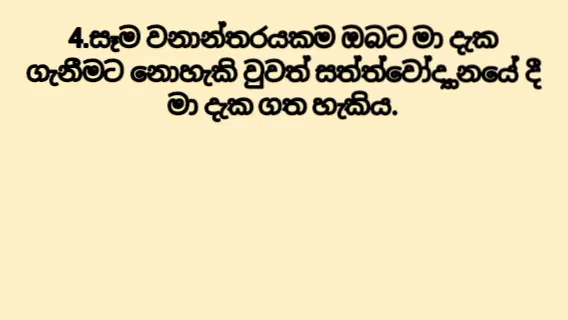 4.සෑම වනාන්තරයකම ඔබට මා දැක
ගැනීමට නොහැකි වුවත් සත්ත්වෝද්‍යානයේ දී
මා දැක ගත හැකිය.